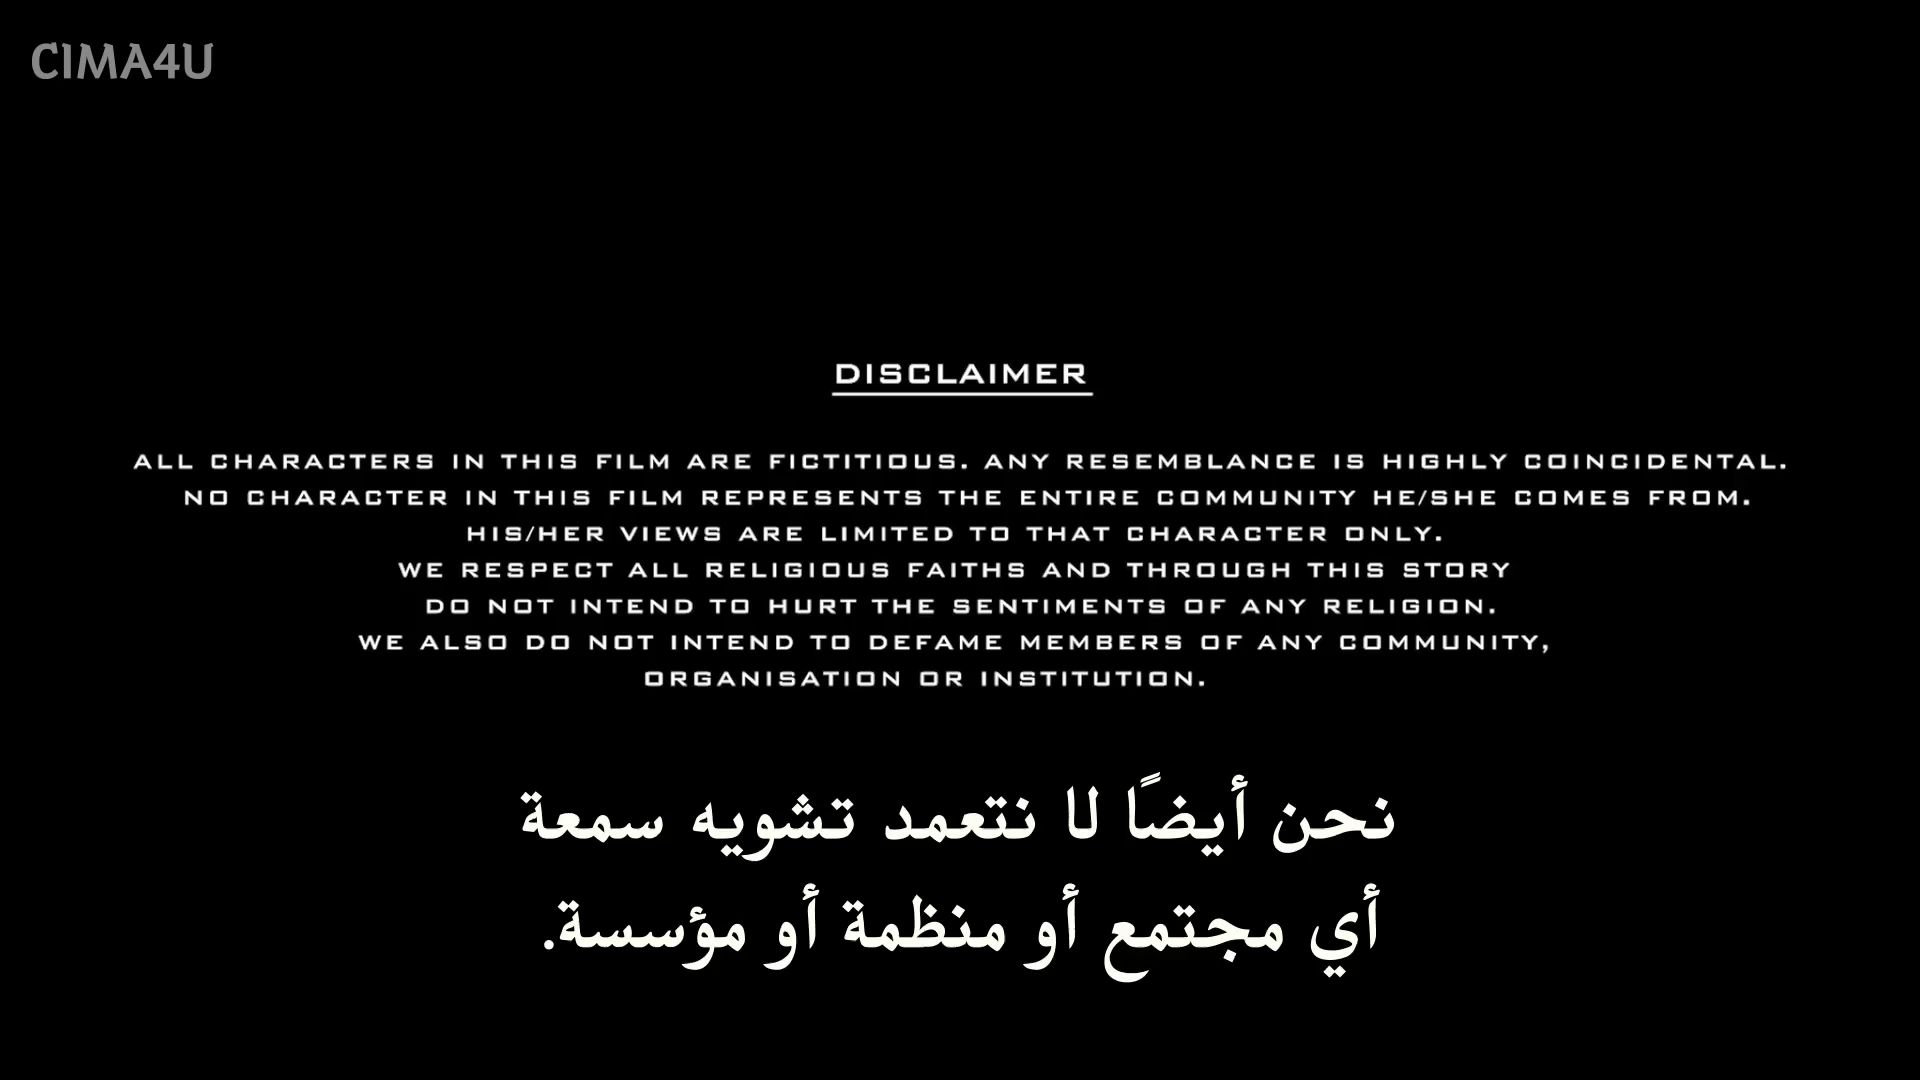 CIMA4U
DISCLAIMER
ALL CHARACTERS IN THIS FILM ARE FICTITIOUS. ANY RESEMBLANCE IS HIGHLY COINCIDENTAL.
NO CHARACTER IN THIS FILM REPRESENTS THE ENTIRE COMMUNITY HE/SHE COMES FROM.
HIS/HER VIEWS ARE LIMITED TO THAT CHARACTER ONLY.
WE RESPECT ALL RELIGIOUS FAITHS AND THROUGH THIS STORY
DO NOT INTEND TO HURT THE SENTIMENTS OF ANY RELIGION.
WE ALSO DO NOT INTEND TO DEFAME MEMBERS OF ANY COMMUNITY,
ORGANISATION OR INSTITUTION.
نحن أيضًا لا نتعمد تشويه سمعة
أي مجتمع أو منظمة أو مؤسسة.